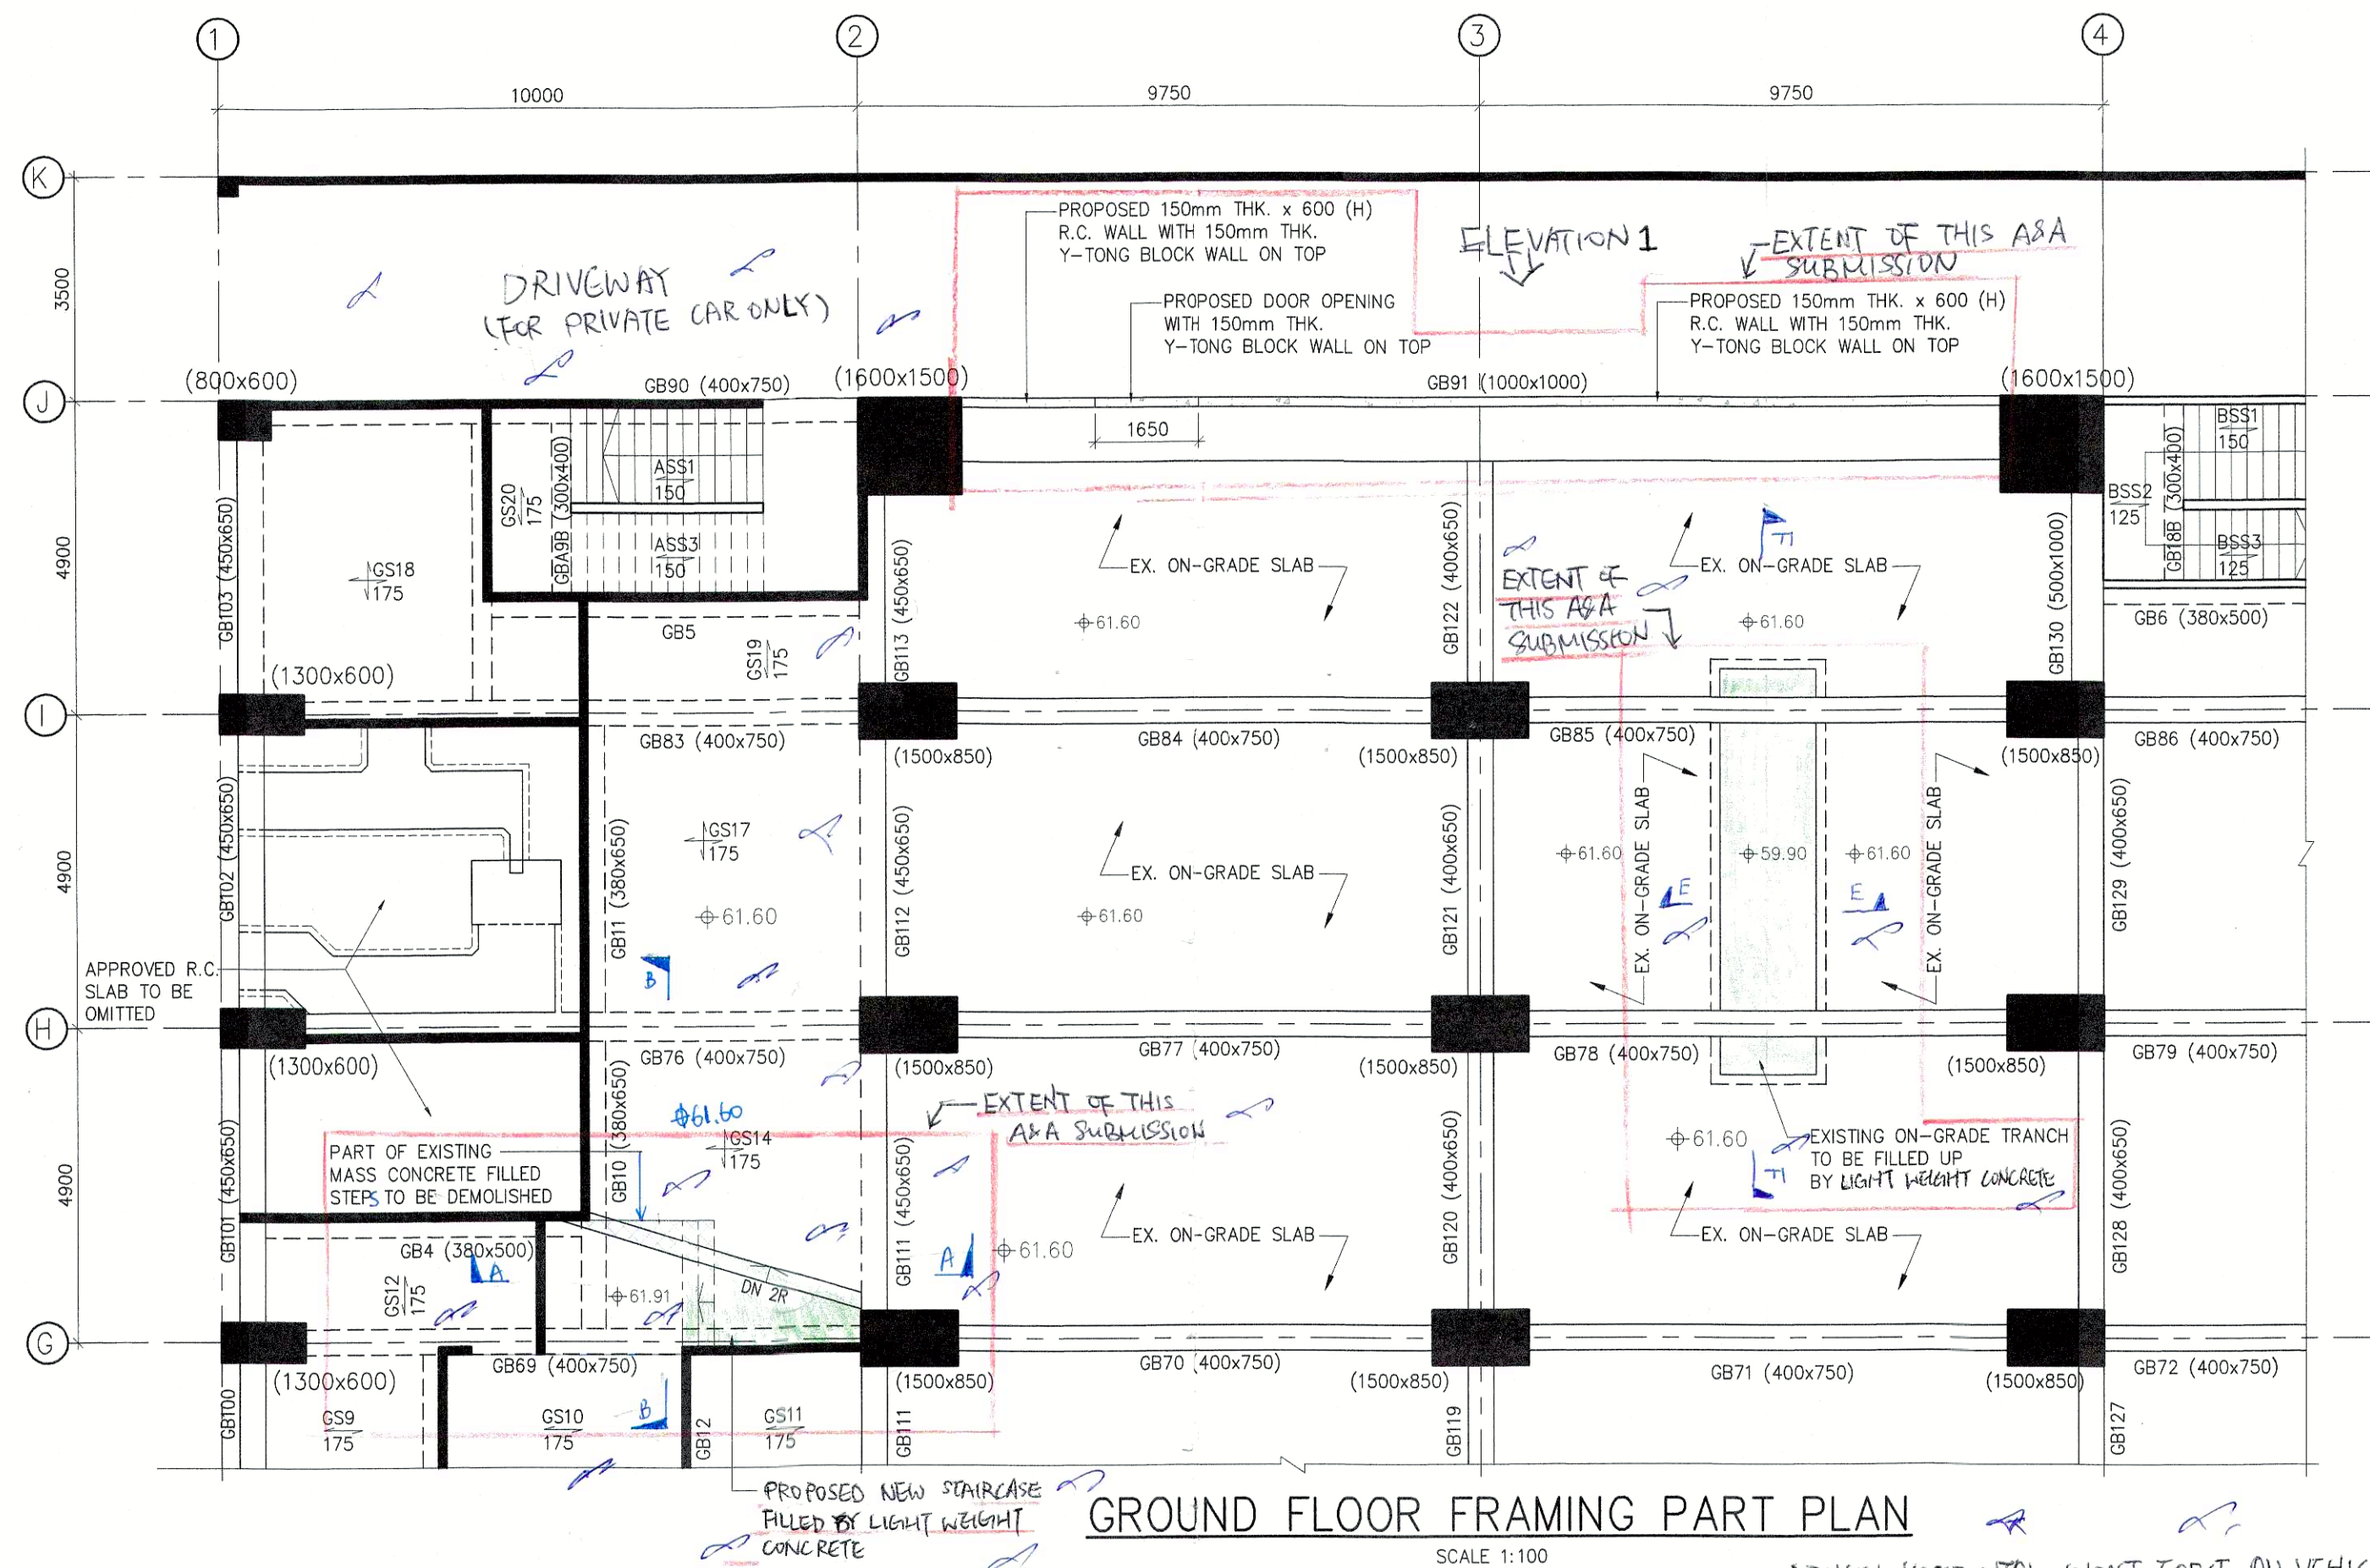 1
2
3
4
10000
9750
9750
K
3500
PROPOSED 150mm THK. x 600 (H)
R.C. WALL WITH 150mm THK.
Y-TONG BLOCK WALL ON TOP
ELEVATION 1
EXTENT OF THIS A&A
SUBMISSION
DRIVEWAY
(FOR PRIVATE CAR ONLY)
PROPOSED DOOR OPENING
WITH 150mm THK.
Y-TONG BLOCK WALL ON TOP
PROPOSED 150mm THK. x 600 (H)
R.C. WALL WITH 150mm THK.
Y-TONG BLOCK WALL ON TOP
(800x600)
GB90 (400x750)
(1600x1500)
GB91 (1000x1000)
(1600x1500)
J
1650
4900
GB103 (450x650)
GS18
175
GS20
175
GBA9B (300x400)
ASS1
150
ASS3
150
GB5
GS19
175
GB113 (450x650)
EX. ON-GRADE SLAB
61.60
GB122 (400x650)
EXTENT OF
THIS A&A
SUBMISSION
F
EX. ON-GRADE SLAB
61.60
GB130 (500x1000)
BSS1
150
BSS2
125
GB18B (300x400)
BSS3
125
GB6 (380x500)
(1300x600)
I
GB83 (400x750)
(1500x850)
GB84 (400x750)
(1500x850)
GB85 (400x750)
(1500x850)
GB86 (400x750)
4900
GB102 (450x650)
GB11 (380x650)
GS17
175
61.60
B
GB112 (450x650)
EX. ON-GRADE SLAB
61.60
GB121 (400x650)
61.60
EX. ON-GRADE SLAB
59.90
61.60
EX. ON-GRADE SLAB
E
E
GB129 (400x650)
APPROVED R.C.
SLAB TO BE
OMITTED
H
(1300x600)
GB76 (400x750)
(1500x850)
GB77 (400x750)
(1500x850)
GB78 (400x750)
(1500x850)
GB79 (400x750)
4900
GB101 (450x650)
PART OF EXISTING
MASS CONCRETE FILLED
STEPS TO BE DEMOLISHED
GB10 (380x650)
61.60
GS14
175
EXTENT OF THIS
A&A SUBMISSION
GB111 (450x650)
A
61.60
EX. ON-GRADE SLAB
GB120 (400x650)
61.60
EXISTING ON-GRADE TRANCH
TO BE FILLED UP
BY LIGHT WEIGHT CONCRETE
F
EX. ON-GRADE SLAB
GB128 (400x650)
GB4 (380x500)
A
GS12
175
61.91
DN 2R
G
(1300x600)
GB69 (400x750)
(1500x850)
GB70 (400x750)
(1500x850)
GB71 (400x750)
(1500x850)
GB72 (400x750)
GB100
GS9
175
GS10
175
B
GB12
GS11
175
GB111
GB119
GB127
PROPOSED NEW STAIRCASE
FILLED BY LIGHT WEIGHT
CONCRETE
GROUND FLOOR FRAMING PART PLAN
SCALE 1:100